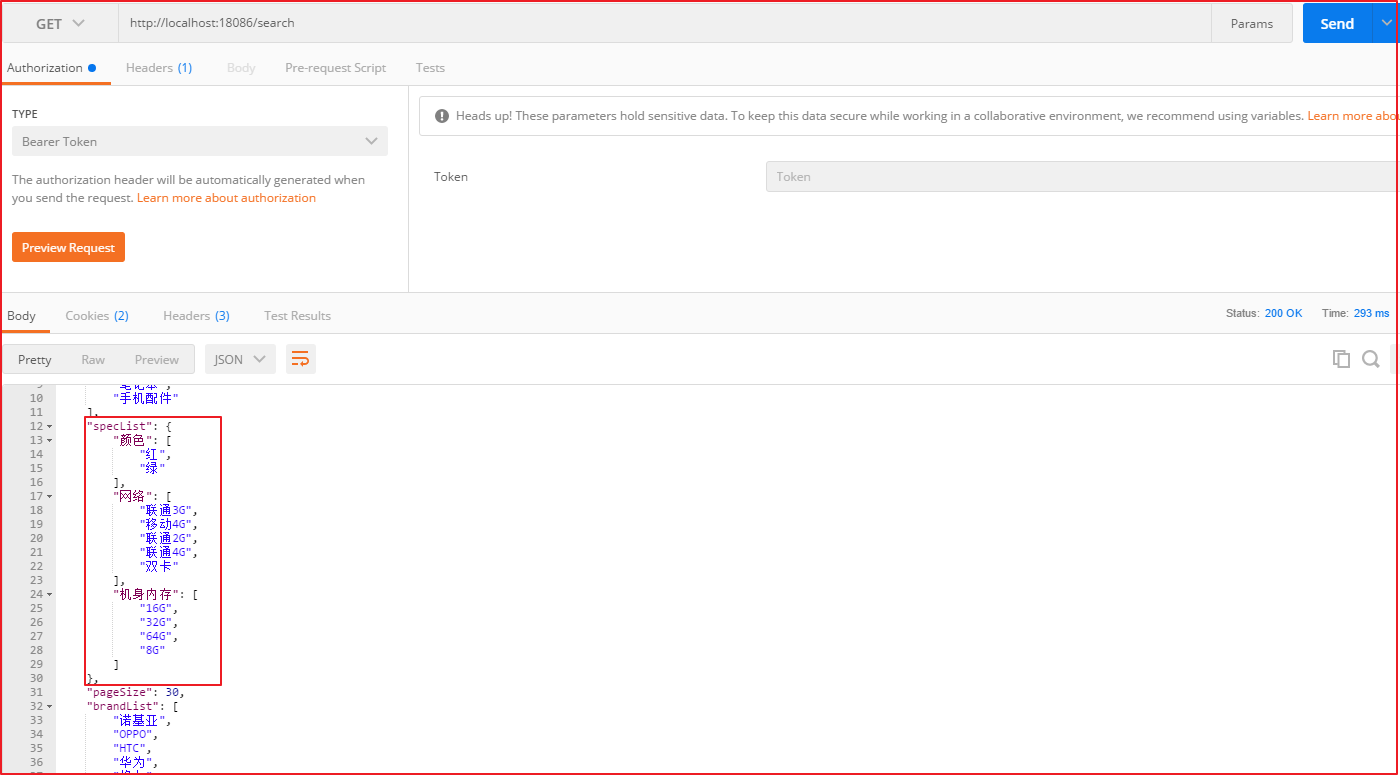 GET http://localhost:18086/search Params Send
Authorization Headers (1) Body Pre-request Script Tests
TYPE
Bearer Token
The authorization header will be automatically generated when
you send the request. Learn more about authorization
Preview Request
Heads up! These parameters hold sensitive data. To keep this data secure while working in a collaborative environment, we recommend using variables. Learn more abou
Token Token
Body Cookies (2) Headers (3) Test Results Status: 200 OK Time: 293 ms
Pretty Raw Preview JSON
9 "笔记本",
10 "手机配件"
11 ],
12 "specList": {
13 "颜色": [
14 "红",
15 "绿"
16 ],
17 "网络": [
18 "联通3G",
19 "移动4G",
20 "联通2G",
21 "联通4G",
22 "双卡"
23 ],
24 "机身内存": [
25 "16G",
26 "32G",
27 "64G",
28 "8G"
29 ]
30 },
31 "pageSize": 30,
32 "brandList": [
33 "诺基亚",
34 "OPPO",
35 "HTC",
36 "华为",